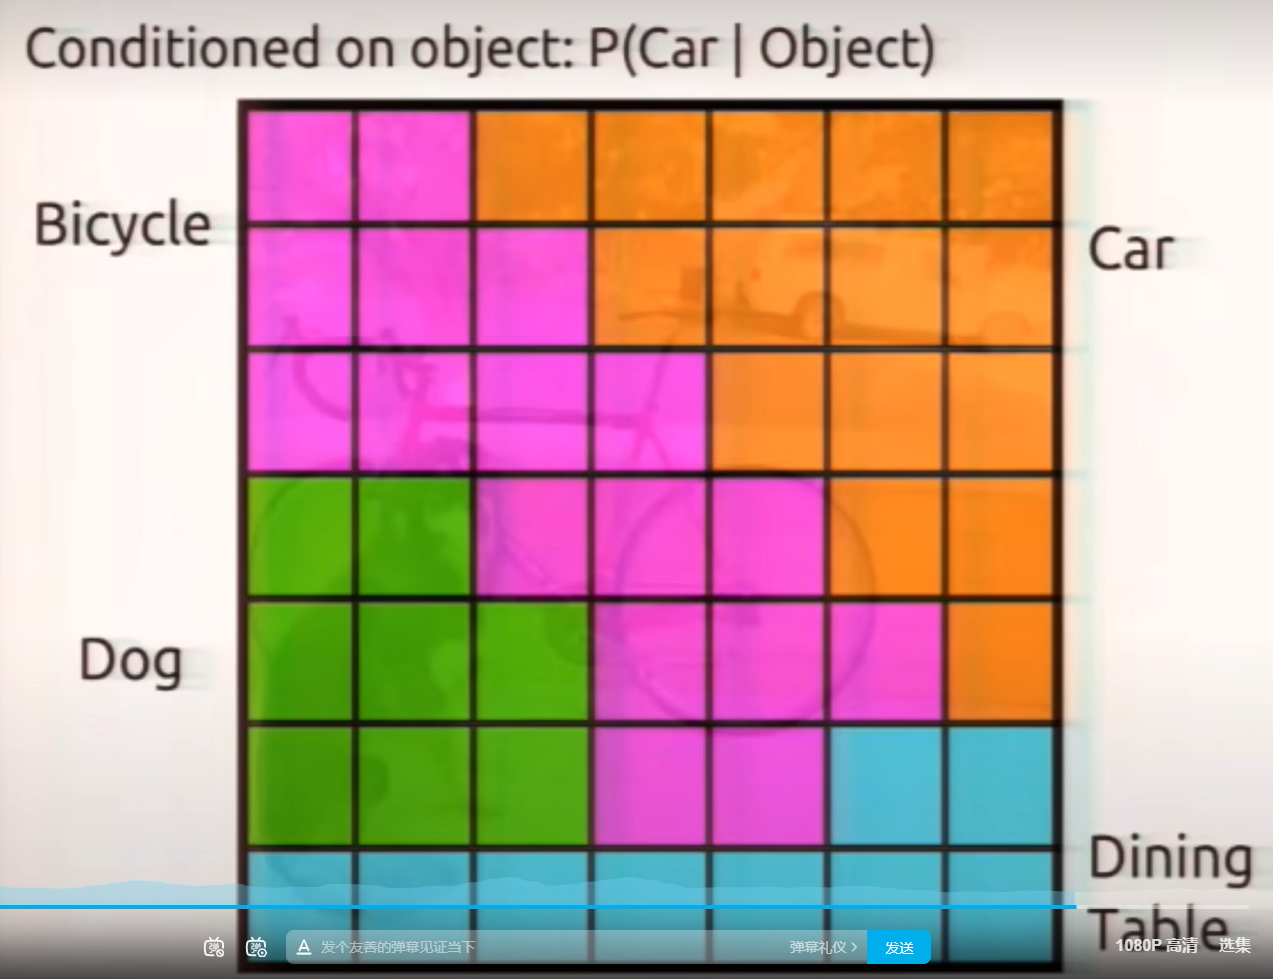 Conditioned on object: P(Car | Object)
Bicycle
Car
Dog
Dining
Table
发个友善的弹幕见证当下
弹幕礼仪 >
发送
1080P 高清
选集